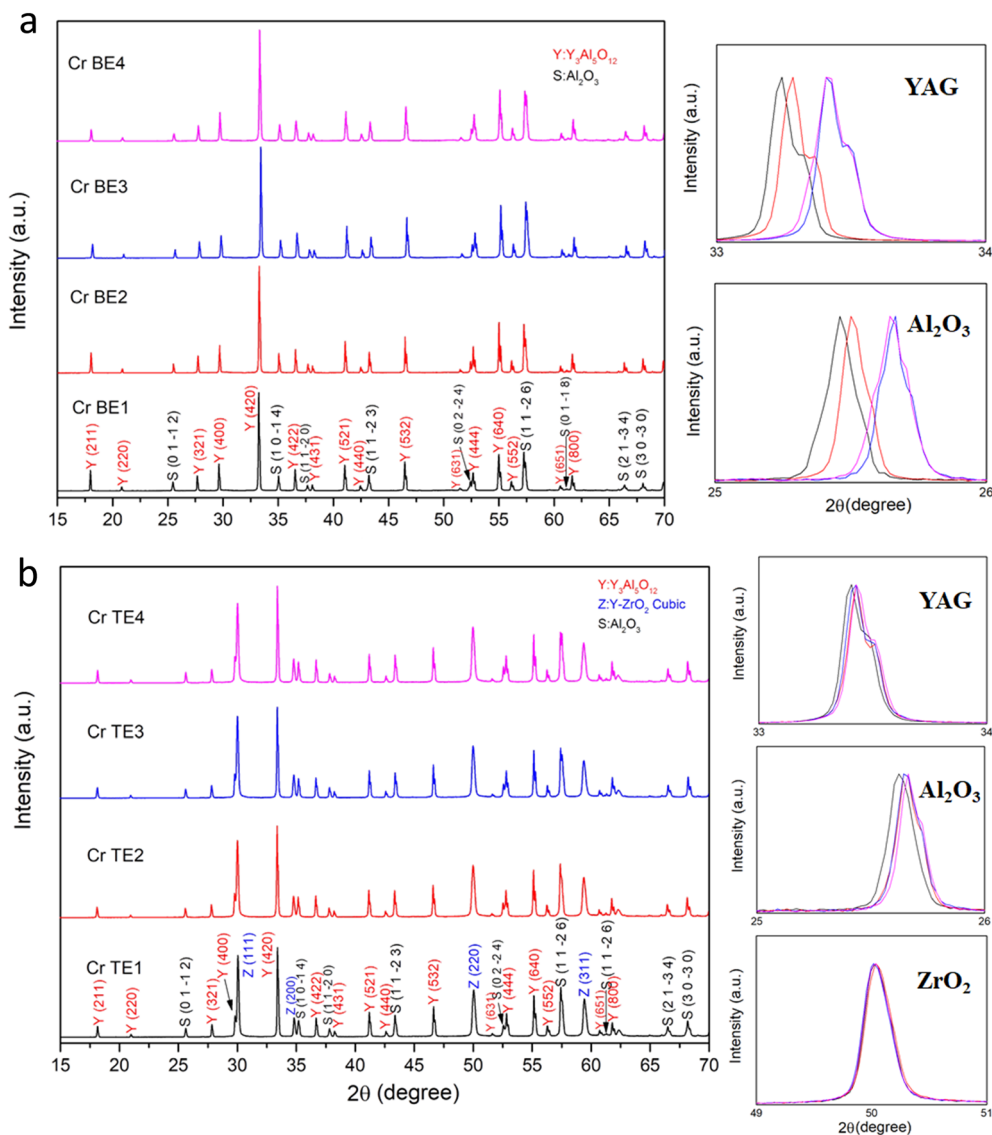 a
Cr BE4
Cr BE3
Cr BE2
Cr BE1
Y:Y₃Al₅O₁₂
S:Al₂O₃
Y (211)
Y (220)
S (0 1 -1 2)
Y (321)
Y (400)
Y (420)
S (1 0 -1 4)
Y (422)
S (1 1 -2 0)
Y (431)
Y (521)
Y (440)
S (1 1 -2 3)
Y (532)
Y (631)
S (0 2 -2 4)
Y (444)
Y (640)
Y (552)
S (1 1 -2 6)
Y (651)
S (0 1 -1 8)
Y (800)
S (2 1 -3 4)
S (3 0 -3 0)
15 20 25 30 35 40 45 50 55 60 65 70
2θ (degree)
Intensity (a.u.)
YAG
Intensity (a.u.)
33 34
Al₂O₃
Intensity (a.u.)
25 26
2θ(degree)
b
Cr TE4
Cr TE3
Cr TE2
Cr TE1
Y:Y₃Al₅O₁₂
Z:Y-ZrO₂ Cubic
S:Al₂O₃
Y (211)
Y (220)
S (0 1 -1 2)
Y (321)
Y (400)
Z (111)
Y (420)
Z (200)
S (1 0 -1 4)
Y (422)
S (1 1 -2 0)
Y (431)
Y (521)
Y (440)
S (1 1 -2 3)
Y (532)
Z (220)
Y (631)
S (0 2 -2 4)
Y (444)
Y (640)
Y (552)
S (1 1 -2 6)
Z (311)
Y (651)
S (1 1 -2 6)
Y (800)
S (2 1 -3 4)
S (3 0 -3 0)
15 20 25 30 35 40 45 50 55 60 65 70
2θ (degree)
Intensity (a.u.)
YAG
Intensity (a.u.)
33 34
Al₂O₃
Intensity (a.u.)
25 26
ZrO₂
Intensity (a.u.)
49 50 51
2θ(degree)